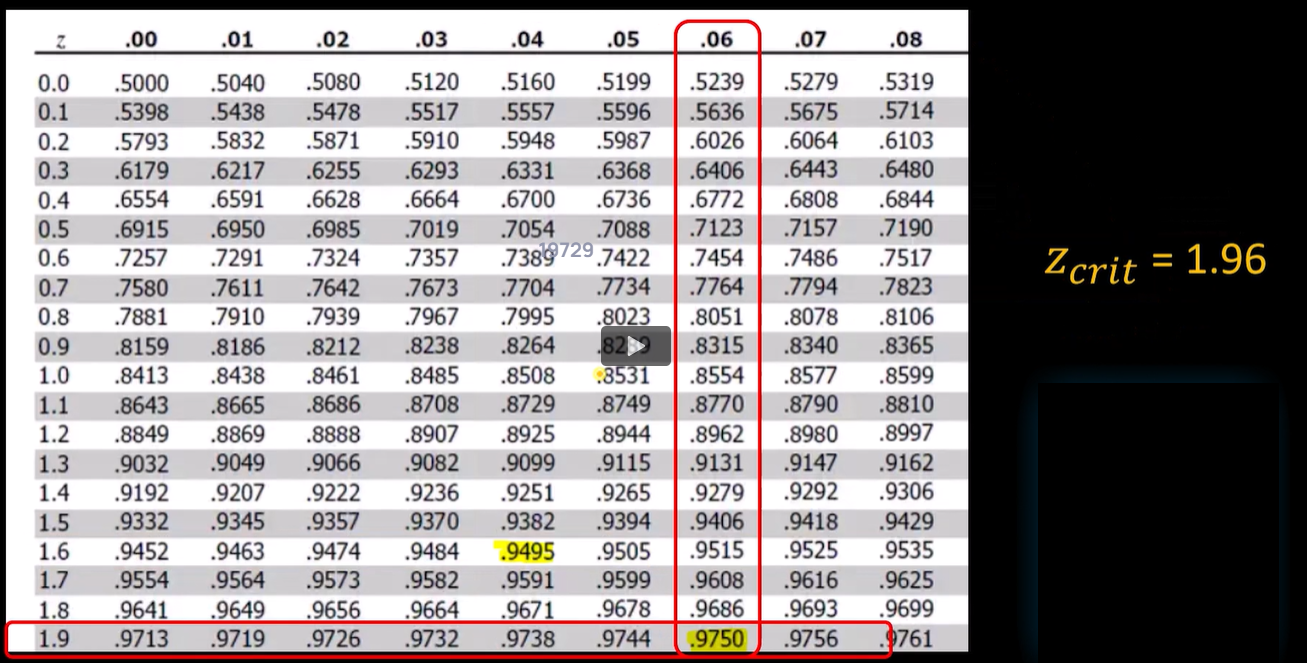 z .00 .01 .02 .03 .04 .05 .06 .07 .08
0.0 .5000 .5040 .5080 .5120 .5160 .5199 .5239 .5279 .5319
0.1 .5398 .5438 .5478 .5517 .5557 .5596 .5636 .5675 .5714
0.2 .5793 .5832 .5871 .5910 .5948 .5987 .6026 .6064 .6103
0.3 .6179 .6217 .6255 .6293 .6331 .6368 .6406 .6443 .6480
0.4 .6554 .6591 .6628 .6664 .6700 .6736 .6772 .6808 .6844
0.5 .6915 .6950 .6985 .7019 .7054 .7088 .7123 .7157 .7190
19729
0.6 .7257 .7291 .7324 .7357 .7389 .7422 .7454 .7486 .7517
0.7 .7580 .7611 .7642 .7673 .7704 .7734 .7764 .7794 .7823
0.8 .7881 .7910 .7939 .7967 .7995 .8023 .8051 .8078 .8106
0.9 .8159 .8186 .8212 .8238 .8264 .8315 .8340 .8365
1.0 .8413 .8438 .8461 .8485 .8508 .8531 .8554 .8577 .8599
1.1 .8643 .8665 .8686 .8708 .8729 .8749 .8770 .8790 .8810
1.2 .8849 .8869 .8888 .8907 .8925 .8944 .8962 .8980 .8997
1.3 .9032 .9049 .9066 .9082 .9099 .9115 .9131 .9147 .9162
1.4 .9192 .9207 .9222 .9236 .9251 .9265 .9279 .9292 .9306
1.5 .9332 .9345 .9357 .9370 .9382 .9394 .9406 .9418 .9429
1.6 .9452 .9463 .9474 .9484 .9495 .9505 .9515 .9525 .9535
1.7 .9554 .9564 .9573 .9582 .9591 .9599 .9608 .9616 .9625
1.8 .9641 .9649 .9656 .9664 .9671 .9678 .9686 .9693 .9699
1.9 .9713 .9719 .9726 .9732 .9738 .9744 .9750 .9756 .9761
z_crit = 1.96